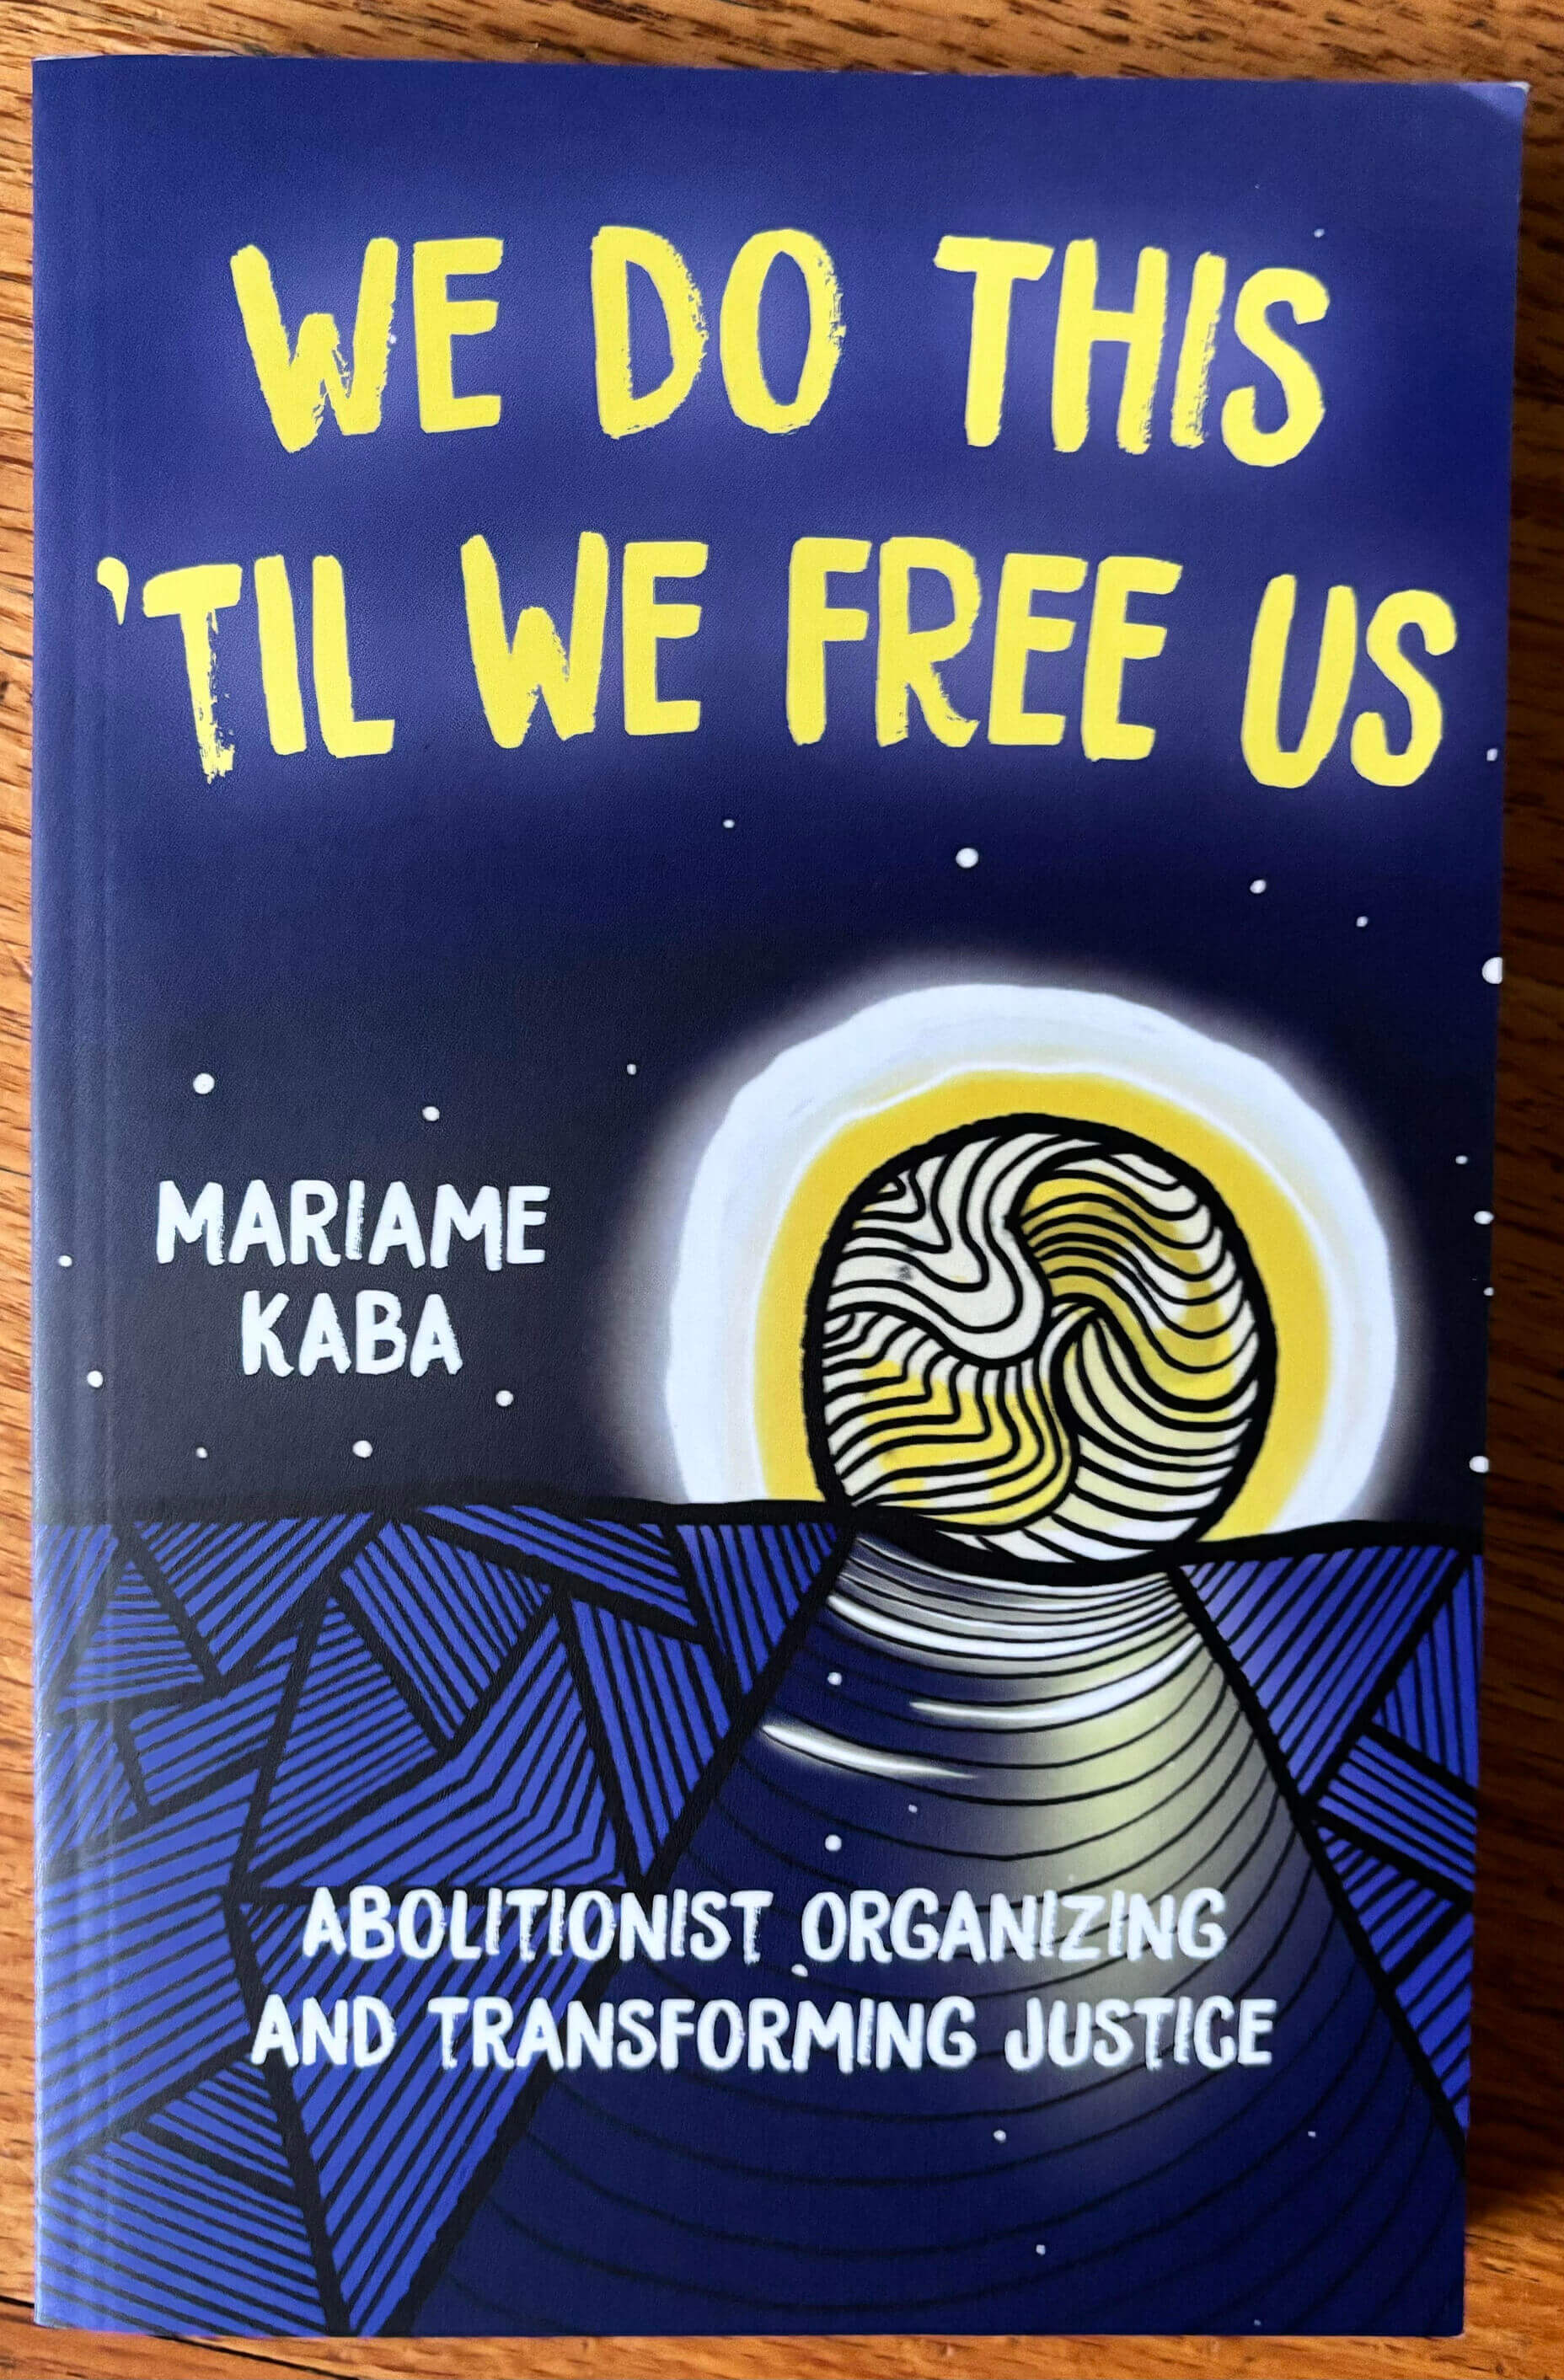 WE DO THIS
'TIL WE FREE US
MARIAME
KABA
ABOLITIONIST ORGANIZING
AND TRANSFORMING JUSTICE